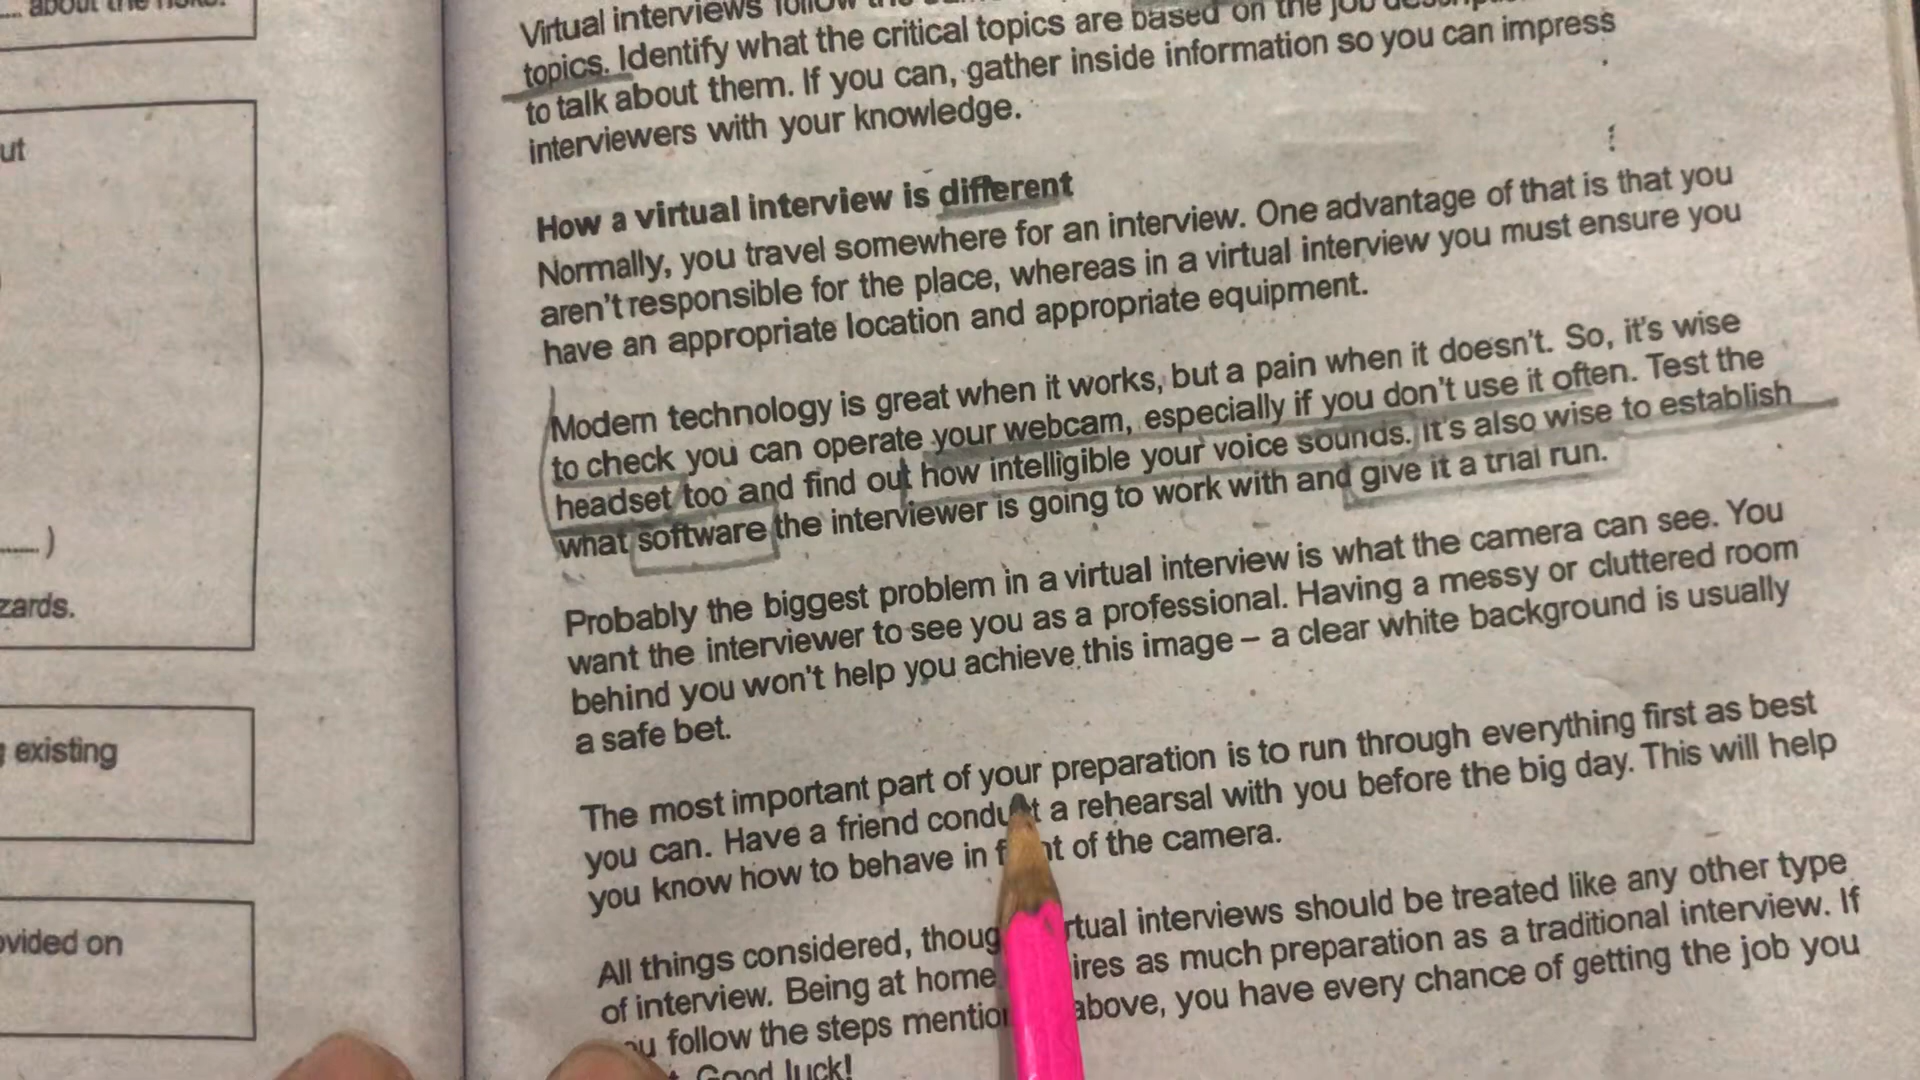 about the risks.
ut
)
zards.
existing
ovided on
Virtual interviews follow the
topics. Identify what the critical topics are based on the job
to talk about them. If you can, gather inside information so you can impress
interviewers with your knowledge.
How a virtual interview is different
Normally, you travel somewhere for an interview. One advantage of that is that you
aren't responsible for the place, whereas in a virtual interview you must ensure you
have an appropriate location and appropriate equipment.
Modern technology is great when it works, but a pain when it doesn't. So, it's wise
to check you can operate your webcam, especially if you don't use it often. Test the
headset too and find out how intelligible your voice sounds. It's also wise to establish
what software the interviewer is going to work with and give it a trial run.
Probably the biggest problem in a virtual interview is what the camera can see. You
want the interviewer to see you as a professional. Having a messy or cluttered room
behind you won't help you achieve this image – a clear white background is usually
a safe bet.
The most important part of your preparation is to run through everything first as best
you can. Have a friend conduct a rehearsal with you before the big day. This will help
you know how to behave in front of the camera.
All things considered, thoug rtual interviews should be treated like any other type
of interview. Being at home ires as much preparation as a traditional interview. If
ou follow the steps mentio above, you have every chance of getting the job you
Good luck!